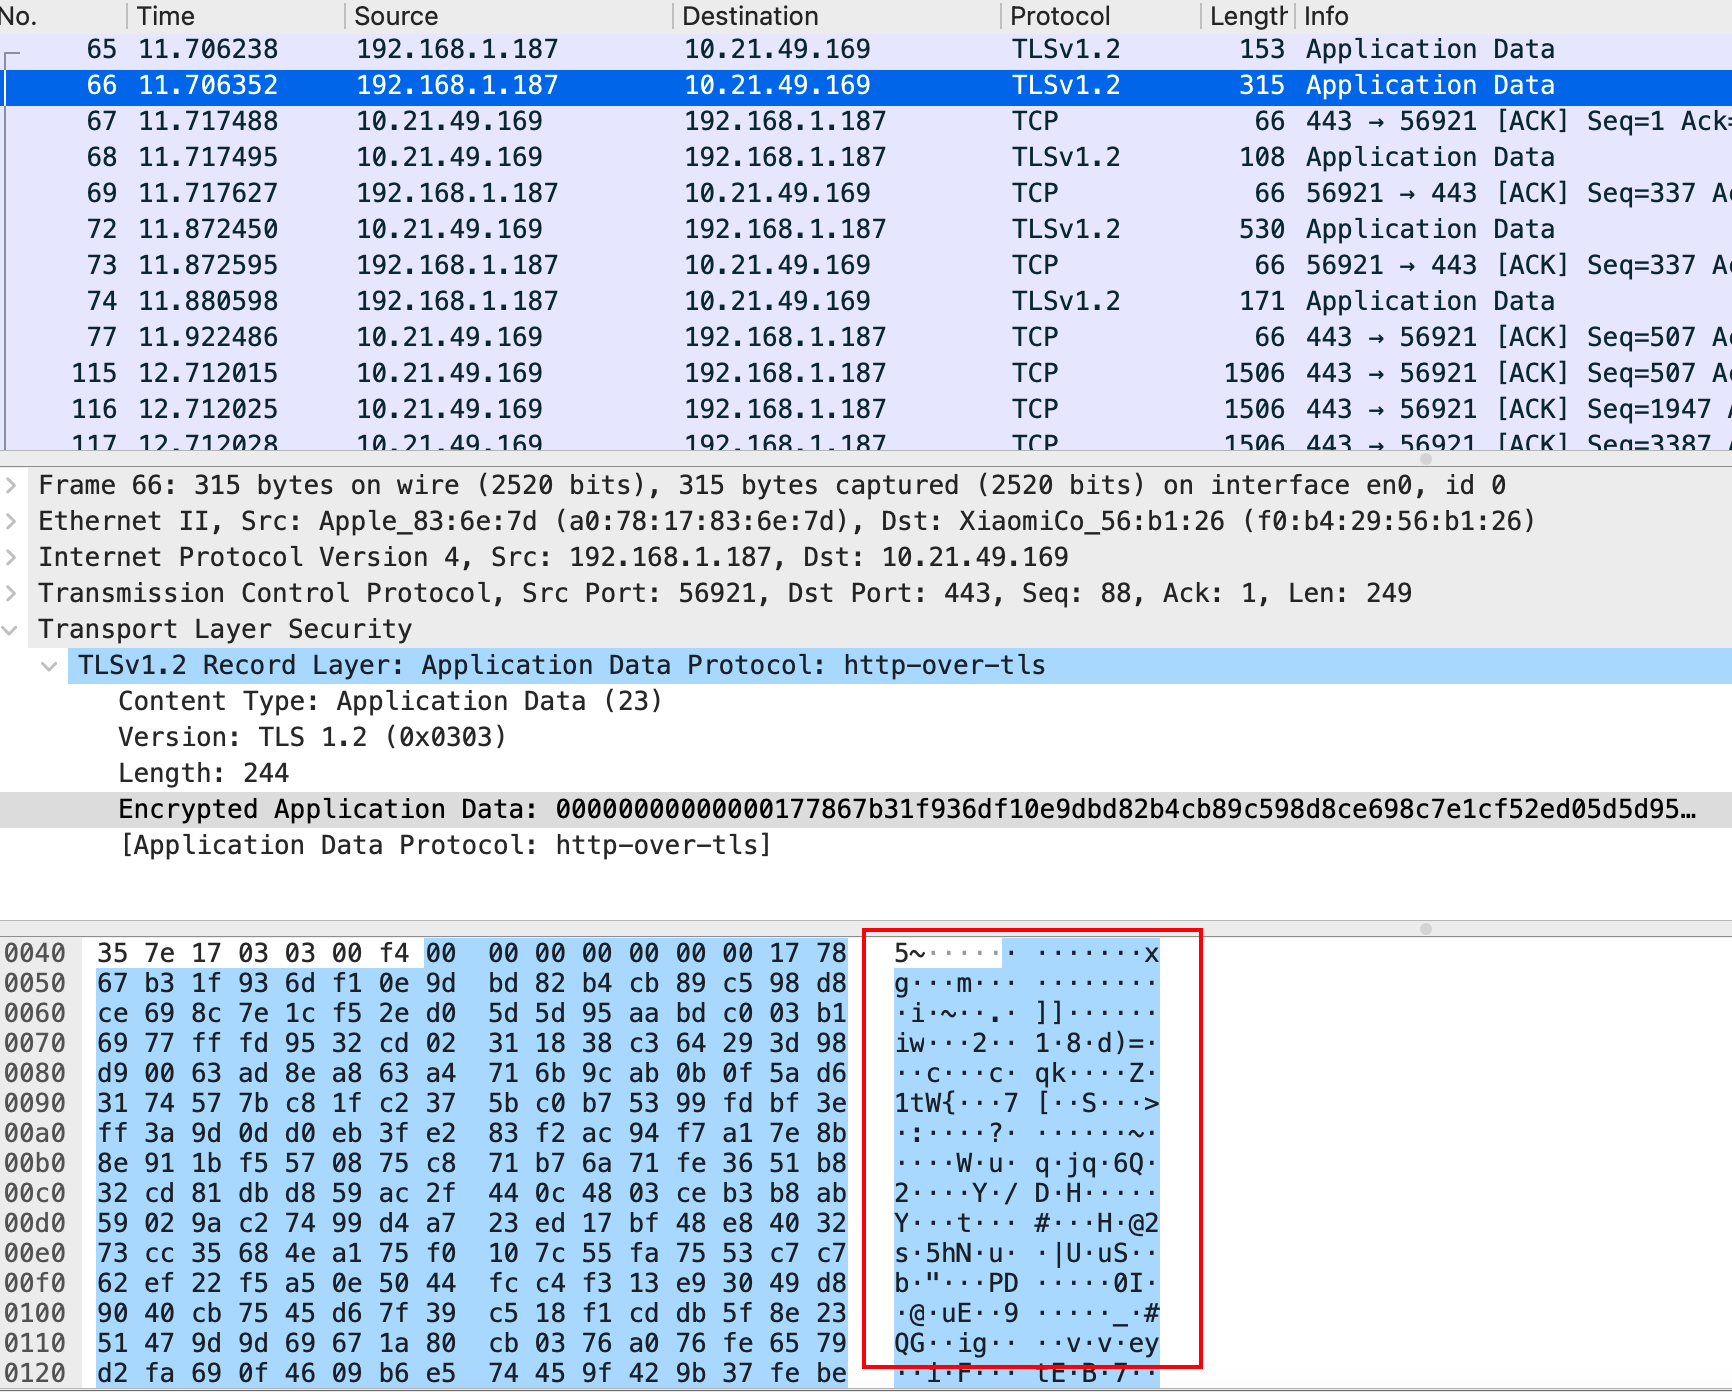 No. Time Source Destination Protocol Length Info
65 11.706238 192.168.1.187 10.21.49.169 TLSv1.2 153 Application Data
66 11.706352 192.168.1.187 10.21.49.169 TLSv1.2 315 Application Data
67 11.717488 10.21.49.169 192.168.1.187 TCP 66 443 → 56921 [ACK] Seq=1 Ack=
68 11.717495 10.21.49.169 192.168.1.187 TLSv1.2 108 Application Data
69 11.717627 192.168.1.187 10.21.49.169 TCP 66 56921 → 443 [ACK] Seq=337 A
72 11.872450 10.21.49.169 192.168.1.187 TLSv1.2 530 Application Data
73 11.872595 192.168.1.187 10.21.49.169 TCP 66 56921 → 443 [ACK] Seq=337 A
74 11.880598 192.168.1.187 10.21.49.169 TLSv1.2 171 Application Data
77 11.922486 10.21.49.169 192.168.1.187 TCP 66 443 → 56921 [ACK] Seq=507 A
115 12.712015 10.21.49.169 192.168.1.187 TCP 1506 443 → 56921 [ACK] Seq=507 A
116 12.712025 10.21.49.169 192.168.1.187 TCP 1506 443 → 56921 [ACK] Seq=1947
117 12.712028 10.21.49.169 192.168.1.187 TCP 1506 443 → 56921 [ACK] Seq=3387
Frame 66: 315 bytes on wire (2520 bits), 315 bytes captured (2520 bits) on interface en0, id 0
Ethernet II, Src: Apple_83:6e:7d (a0:78:17:83:6e:7d), Dst: XiaomiCo_56:b1:26 (f0:b4:29:56:b1:26)
Internet Protocol Version 4, Src: 192.168.1.187, Dst: 10.21.49.169
Transmission Control Protocol, Src Port: 56921, Dst Port: 443, Seq: 88, Ack: 1, Len: 249
Transport Layer Security
TLSv1.2 Record Layer: Application Data Protocol: http-over-tls
Content Type: Application Data (23)
Version: TLS 1.2 (0x0303)
Length: 244
Encrypted Application Data: 00000000000000177867b31f936df10e9dbd82b4cb89c598d8ce698c7e1cf52ed05d5d95…
[Application Data Protocol: http-over-tls]
0040 35 7e 17 03 03 00 f4 00 00 00 00 00 00 00 17 78 5~······ ·······x
0050 67 b3 1f 93 6d f1 0e 9d bd 82 b4 cb 89 c5 98 d8 g···m··· ········
0060 ce 69 8c 7e 1c f5 2e d0 5d 5d 95 aa bd c0 03 b1 ·i·~··.· ]]······
0070 69 77 ff fd 95 32 cd 02 31 18 38 c3 64 29 3d 98 iw···2·· 1·8·d)=·
0080 d9 00 63 ad 8e a8 63 a4 71 6b 9c ab 0b 0f 5a d6 ··c···c· qk····Z·
0090 31 74 57 7b c8 1f c2 37 5b c0 b7 53 99 fd bf 3e 1tW{···7 [··S···>
00a0 ff 3a 9d 0d d0 eb 3f e2 83 f2 ac 94 f7 a1 7e 8b ·:····?· ······~·
00b0 8e 91 1b f5 57 08 75 c8 71 b7 6a 71 fe 36 51 b8 ····W·u· q·jq·6Q·
00c0 32 cd 81 db d8 59 ac 2f 44 0c 48 03 ce b3 b8 ab 2····Y·/ D·H·····
00d0 59 02 9a c2 74 99 d4 a7 23 ed 17 bf 48 e8 40 32 Y···t··· #···H·@2
00e0 73 cc 35 68 4e a1 75 f0 10 7c 55 fa 75 53 c7 c7 s·5hN·u· ·|U·uS··
00f0 62 ef 22 f5 a5 0e 50 44 fc c4 f3 13 e9 30 49 d8 b·"···PD ·····0I·
0100 90 40 cb 75 45 d6 7f 39 c5 18 f1 cd db 5f 8e 23 ·@·uE··9 ·····_·#
0110 51 47 9d 9d 69 67 1a 80 cb 03 76 a0 76 fe 65 79 QG··ig·· ··v·v·ey
0120 d2 fa 69 0f 46 09 b6 e5 74 45 9f 42 9b 37 fe be ··i·F··· tE·B·7··